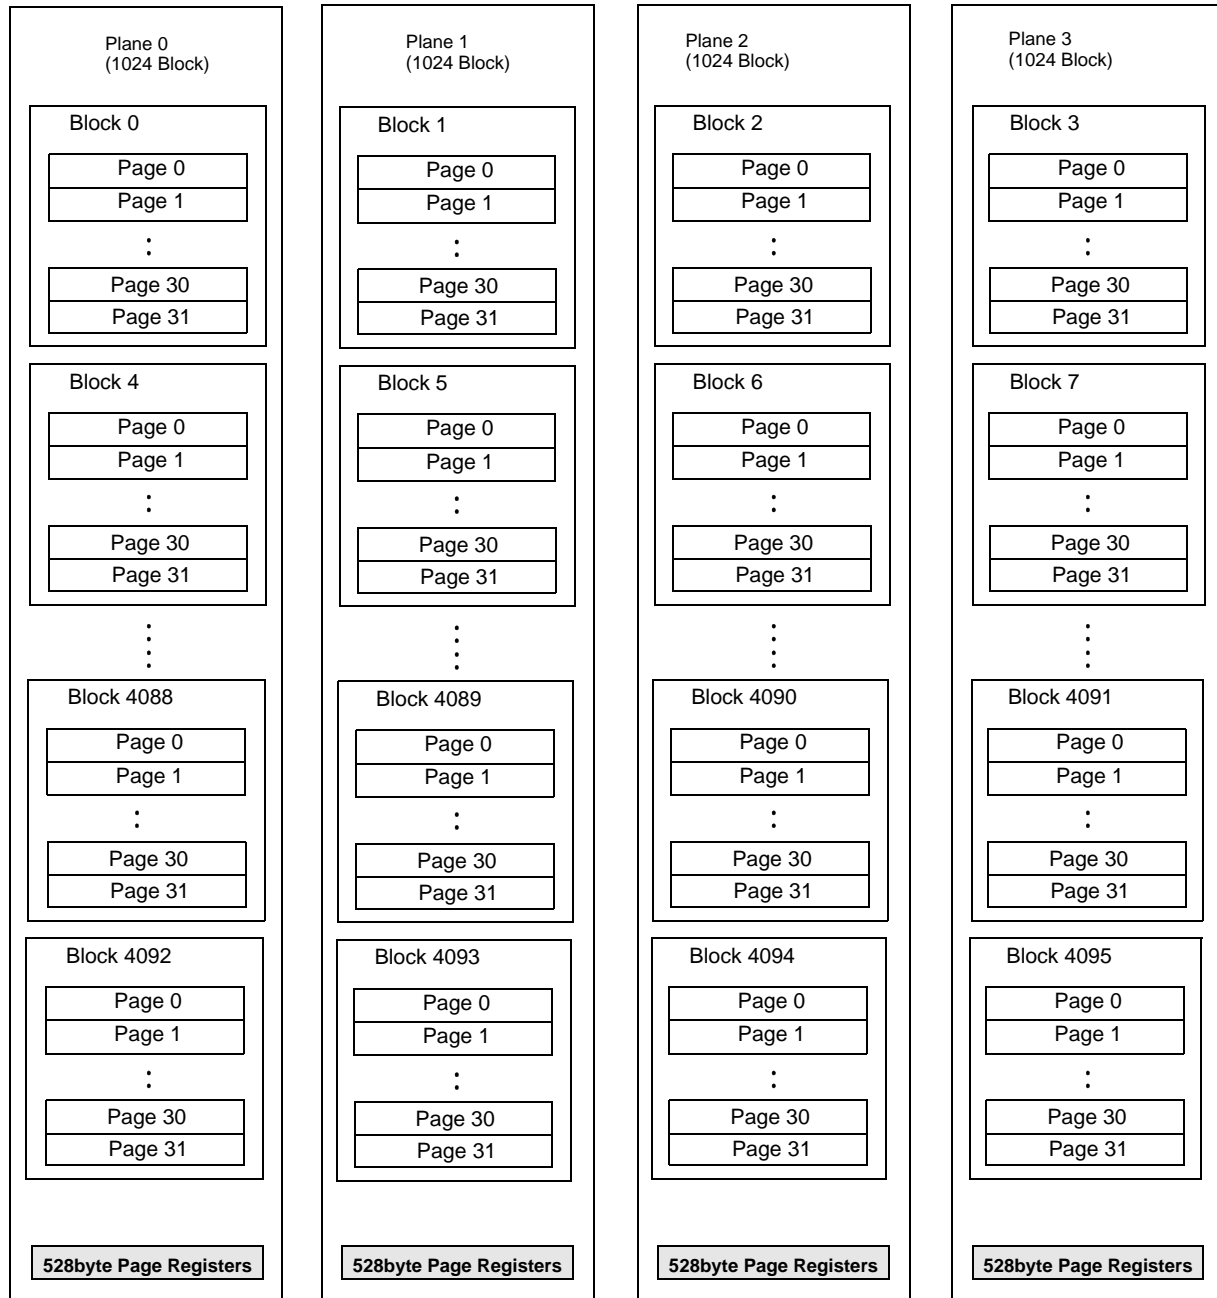 Plane 0
(1024 Block)
Block 0
Page 0
Page 1
Page 30
Page 31
Block 4
Page 0
Page 1
Page 30
Page 31
Block 4088
Page 0
Page 1
Page 30
Page 31
Block 4092
Page 0
Page 1
Page 30
Page 31
528byte Page Registers
Plane 1
(1024 Block)
Block 1
Page 0
Page 1
Page 30
Page 31
Block 5
Page 0
Page 1
Page 30
Page 31
Block 4089
Page 0
Page 1
Page 30
Page 31
Block 4093
Page 0
Page 1
Page 30
Page 31
528byte Page Registers
Plane 2
(1024 Block)
Block 2
Page 0
Page 1
Page 30
Page 31
Block 6
Page 0
Page 1
Page 30
Page 31
Block 4090
Page 0
Page 1
Page 30
Page 31
Block 4094
Page 0
Page 1
Page 30
Page 31
528byte Page Registers
Plane 3
(1024 Block)
Block 3
Page 0
Page 1
Page 30
Page 31
Block 7
Page 0
Page 1
Page 30
Page 31
Block 4091
Page 0
Page 1
Page 30
Page 31
Block 4095
Page 0
Page 1
Page 30
Page 31
528byte Page Registers